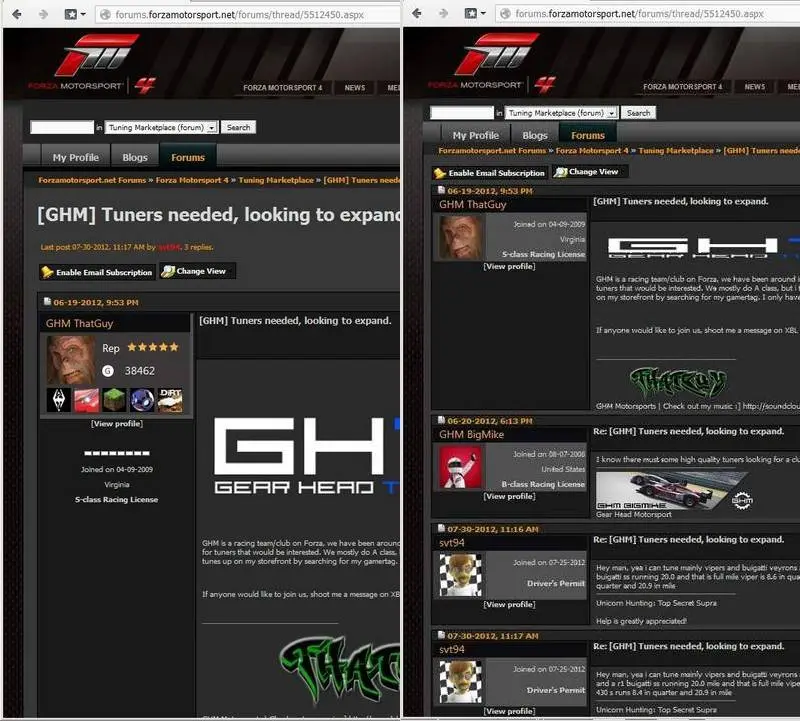 forums.forzamotorsport.net/forums/thread/5512450.aspx
FORZA MOTORSPORT 4
FORZA MOTORSPORT 4 NEWS
in Tuning Marketplace (forum) Search
My Profile Blogs Forums
Forzamotorsport.net Forums » Forza Motorsport 4 » Tuning Marketplace » [GHM] Tuners neede
[GHM] Tuners needed, looking to expand
Last post 07-30-2012, 11:17 AM by svt94. 3 replies.
Enable Email Subscription Change View
06-19-2012, 9:53 PM
GHM ThatGuy
Rep
G 38462
DiRT
[View profile]
Joined on 04-09-2009
Virginia
S-class Racing License
[GHM] Tuners needed, looking to expand.
GH
GEAR HEAD
GHM is a racing team/club on Forza, we have been around
for tuners that would be interested. We mostly do A class,
tunes up on my storefront by searching for my gamertag.
If anyone would like to join us, shoot me a message on XB
THAT
forums.forzamotorsport.net/forums/thread/5512450.aspx
FORZA MOTORSPORT 4
FORZA MOTORSPORT 4 NEWS
in Tuning Marketplace (forum) Search
My Profile Blogs Forums
Forzamotorsport.net Forums » Forza Motorsport 4 » Tuning Marketplace » [GHM] Tuners neede
Enable Email Subscription Change View
06-19-2012, 9:53 PM
GHM ThatGuy
Joined on 04-09-2009
Virginia
S-class Racing License
[View profile]
[GHM] Tuners needed, looking to expand.
GH
GEAR HEAD
GHM is a racing team/club on Forza, we have been around
tuners that would be interested. We mostly do A class, but i
on my storefront by searching for my gamertag. I only have
If anyone would like to join us, shoot me a message on XBL
THATGUY
GHM Motorsports | Check out my music :] http://soundclou
06-20-2012, 6:13 PM
GHM BigMike
Joined on 08-07-2008
United States
B-class Racing License
[View profile]
Re: [GHM] Tuners needed, looking to expand.
I know there must some high quality tuners looking for a clu
GHM BIGMIKE
GHM
Gear Head Motorsport
07-30-2012, 11:16 AM
svt94
Joined on 07-25-2012
Driver's Permit
[View profile]
Re: [GHM] Tuners needed, looking to expand.
Hey man, yea i can tune mainly vipers and buigatti veyrons
buigatti ss running 20.0 and that is full mile viper is 8.6 in qua
quarter and 20.9 in mile
Unicorn Hunting: Top Secret Supra
Help is greatly appreciated!
07-30-2012, 11:17 AM
svt94
Joined on 07-25-2012
Driver's Permit
[View profile]
Re: [GHM] Tuners needed, looking to expand.
Hey man, yea i can tune mainly vipers and buigatti veyrons
and a r1 buigatti ss running 20.0 mile and that is full mile vipe
430 s runs 8.4 in quarter and 20.9 in mile
Unicorn Hunting: Top Secret Supra